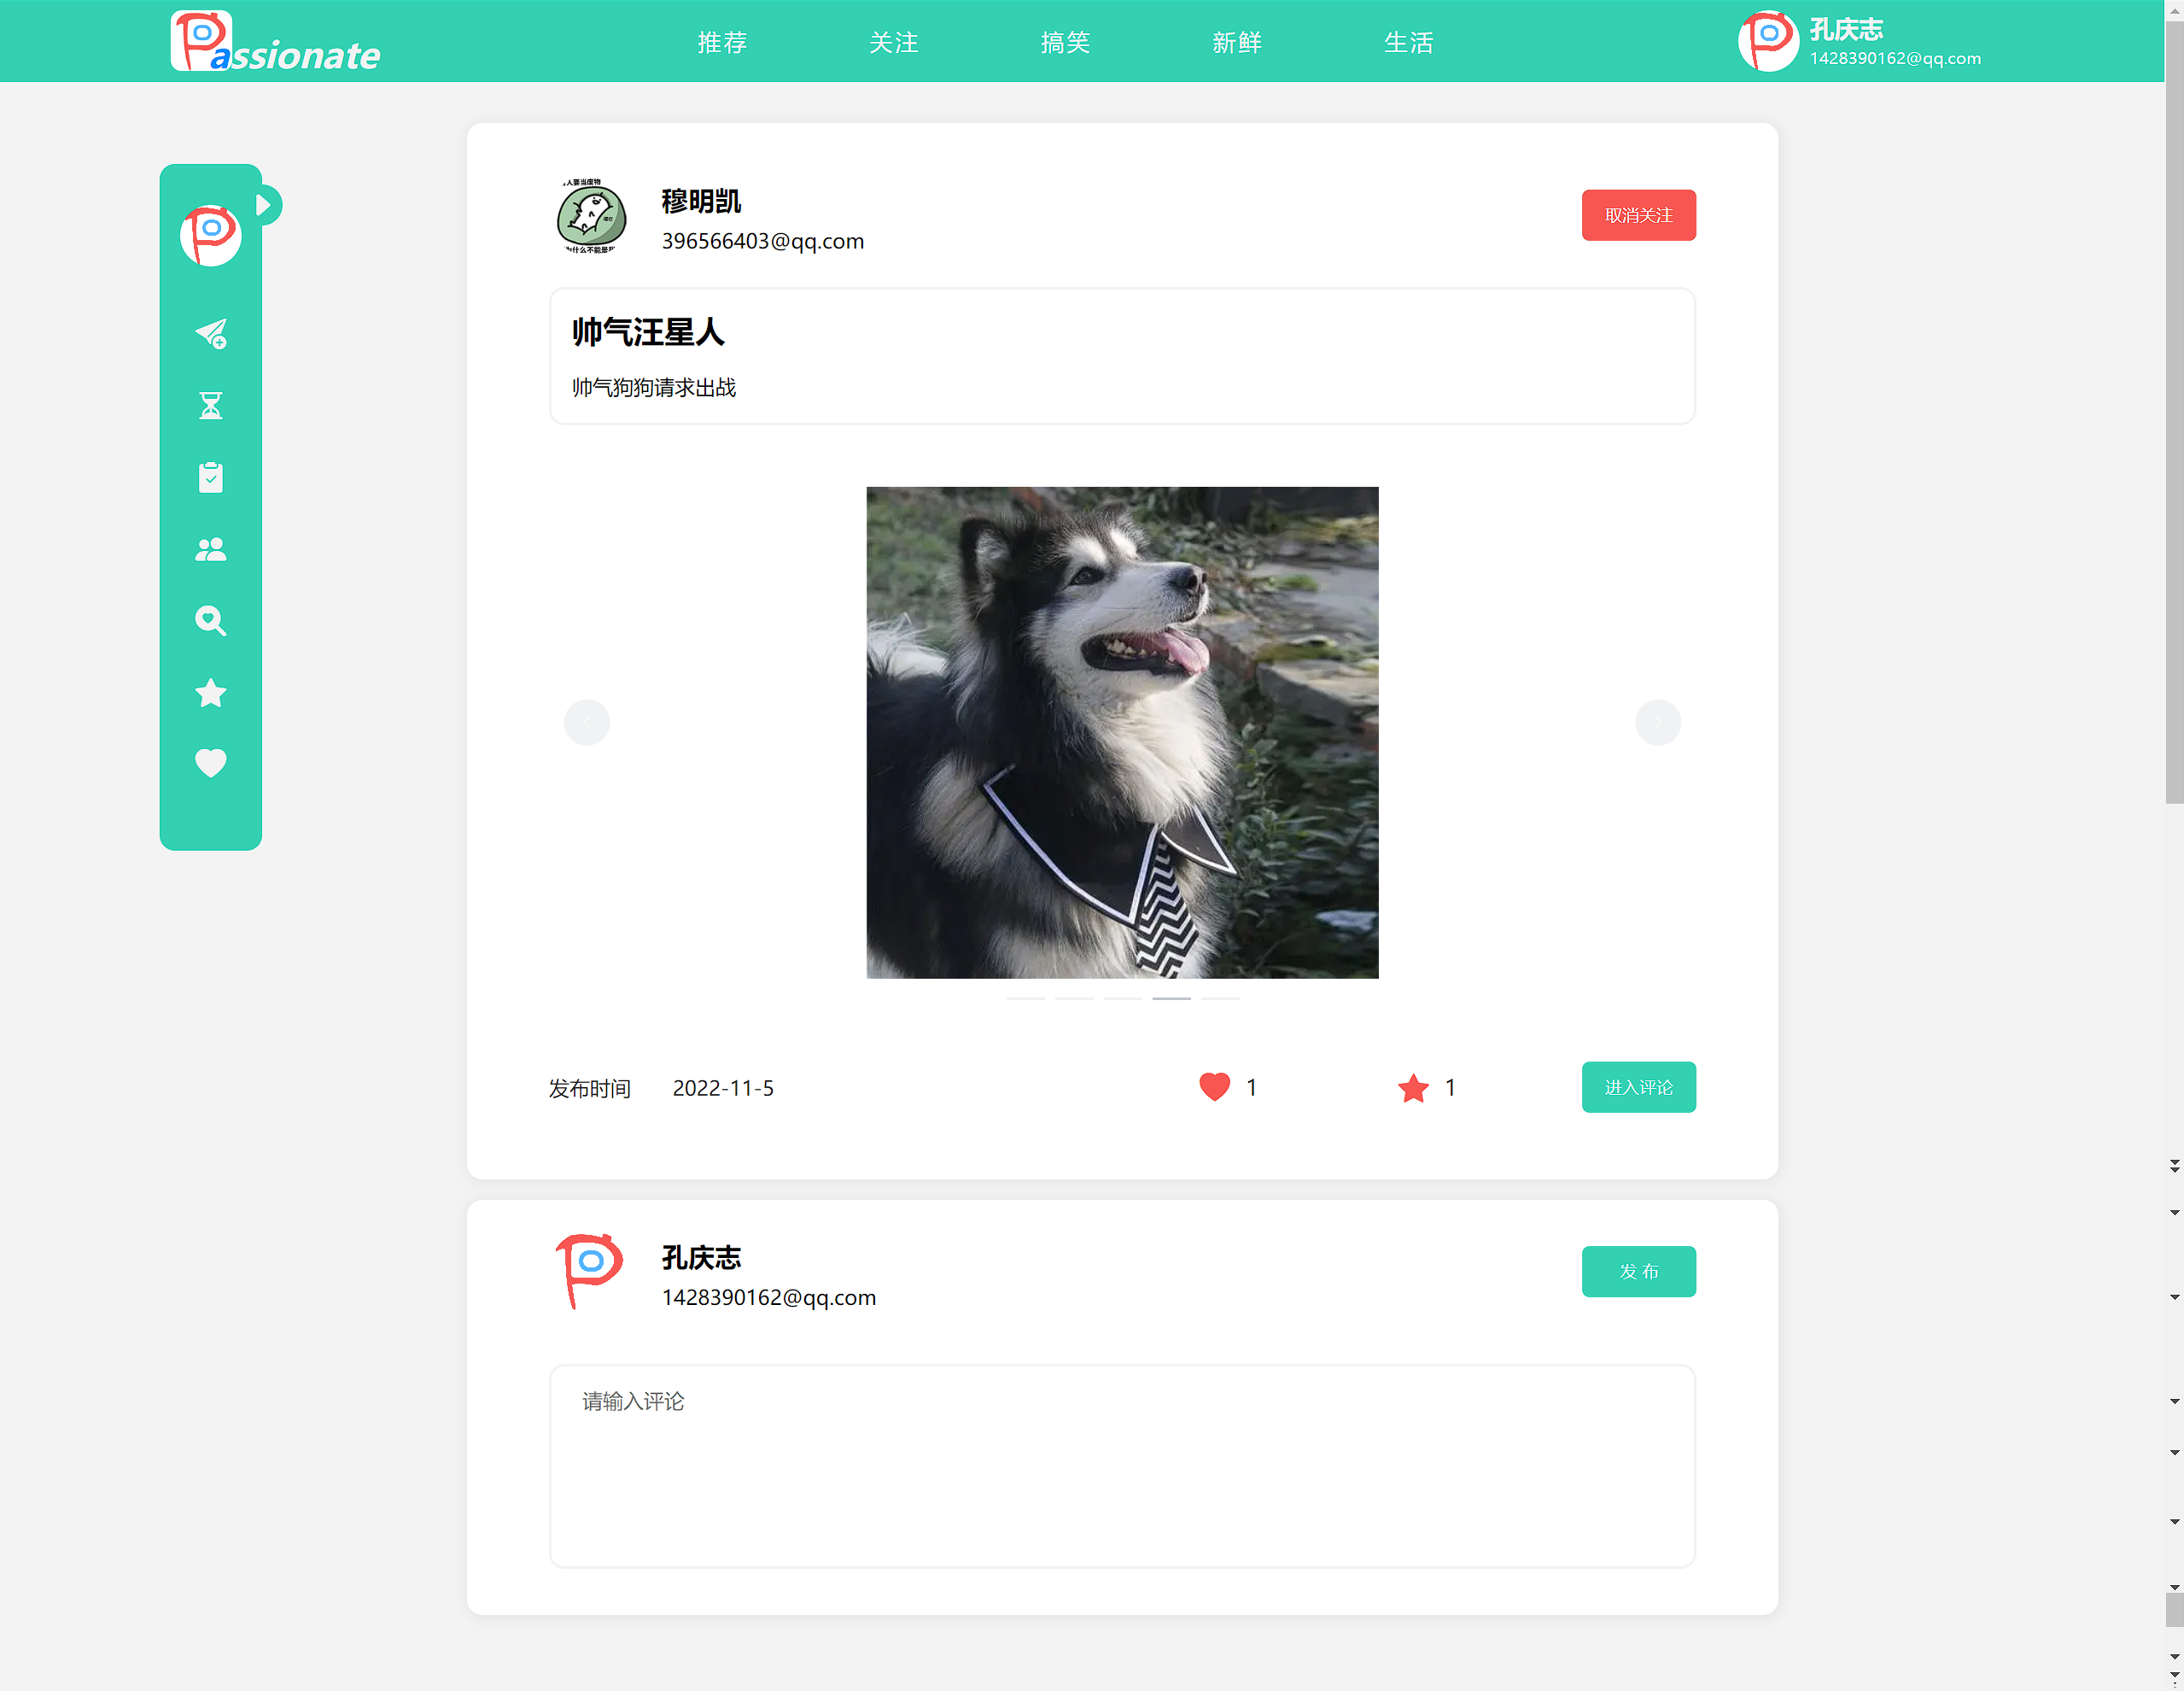 Passionate
推荐 关注 搞笑 新鲜 生活
孔庆志
1428390162@qq.com
穆明凯
396566403@qq.com
取消关注
帅气汪星人
帅气狗狗请求出战
发布时间 2022-11-5
1 1 进入评论
孔庆志
1428390162@qq.com
发 布
请输入评论